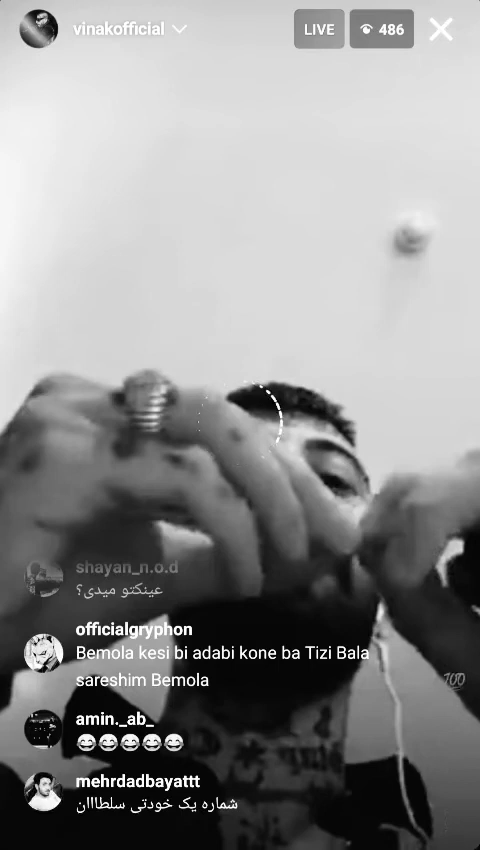 vinakofficial
LIVE
486
shayan_n.o.d
عینکتو میدی؟
officialgryphon
Bemola kesi bi adabi kone ba Tizi Bala
sareshim Bemola
amin._ab_
😂😂😂😂😂
mehrdadbayattt
شماره یک خودتی سلطاااان
💯